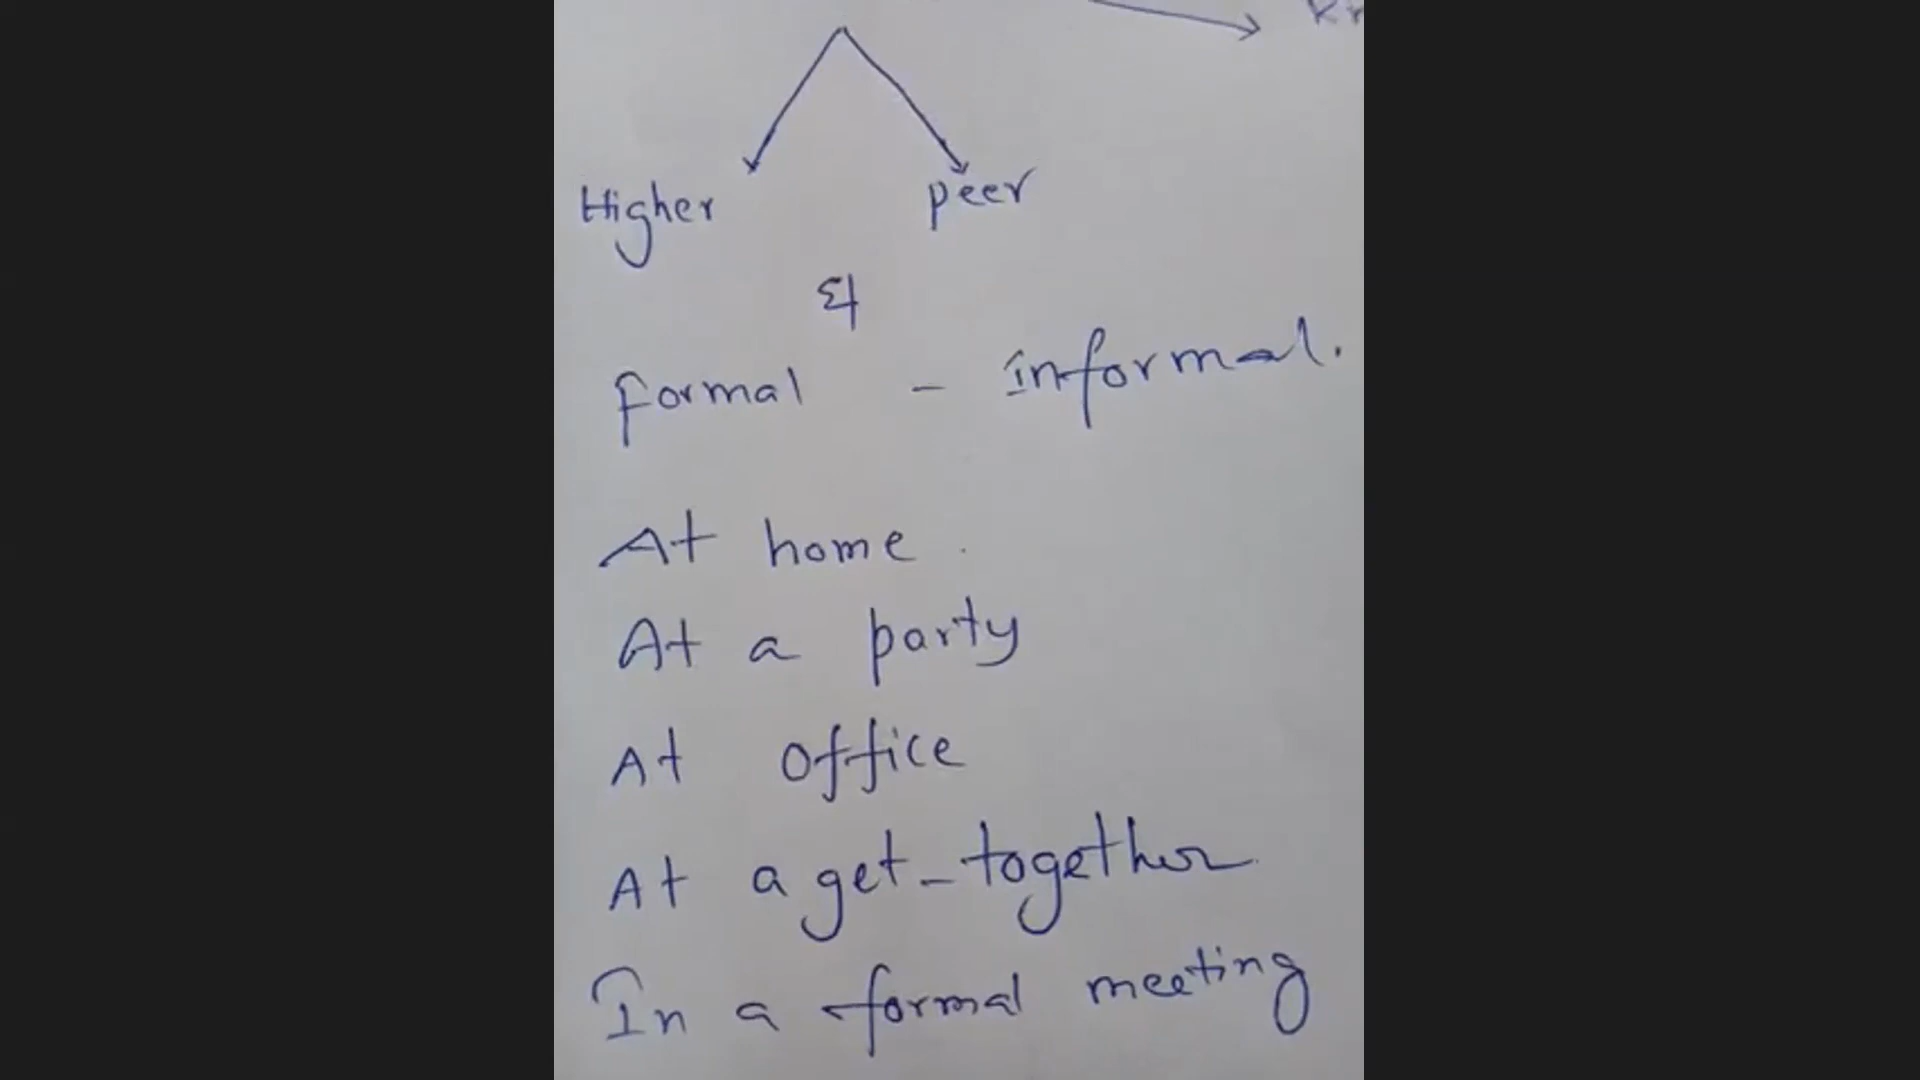 Higher peer
&
formal - informal.
At home
At a party
At office
At a get-together
In a formal meeting